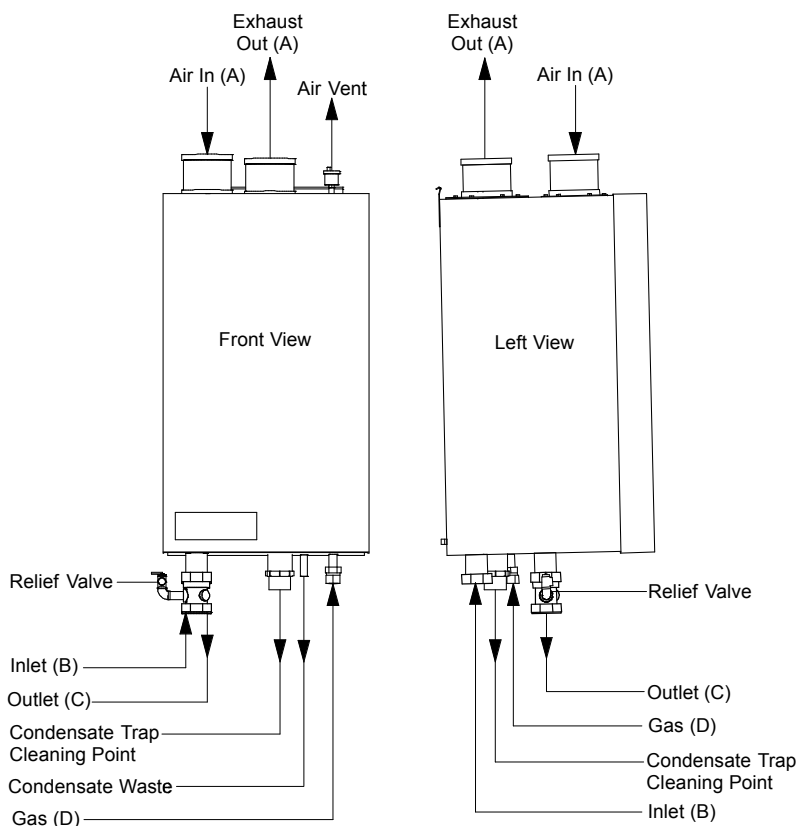 Exhaust
Out (A)
Air In (A)
Air Vent
Front View
Relief Valve
Inlet (B)
Outlet (C)
Condensate Trap
Cleaning Point
Condensate Waste
Gas (D)
Exhaust
Out (A)
Air In (A)
Left View
Relief Valve
Outlet (C)
Gas (D)
Condensate Trap
Cleaning Point
Inlet (B)